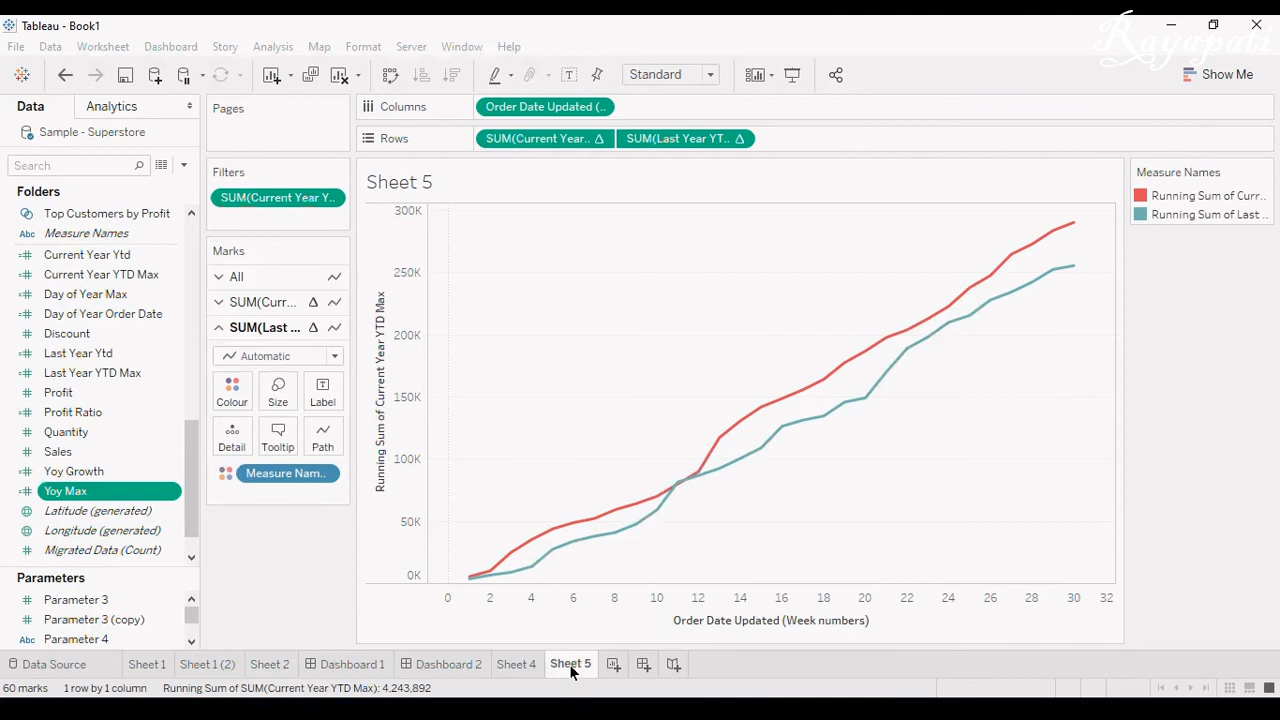 Tableau - Book1
Rayapati
File Data Worksheet Dashboard Story Analysis Map Format Server Window Help
Standard
Show Me
Data Analytics
Pages
Columns
Order Date Updated (..
Sample - Superstore
Rows
SUM(Current Year.. Δ
SUM(Last Year YT.. Δ
Search
Filters
Sheet 5
Measure Names
Folders
SUM(Current Year Y..
Running Sum of Curr..
Running Sum of Last ..
Top Customers by Profit
Abc Measure Names
Current Year Ytd
Current Year YTD Max
Day of Year Max
Day of Year Order Date
Discount
Last Year Ytd
Last Year YTD Max
Profit
Profit Ratio
Quantity
Sales
Yoy Growth
Yoy Max
Latitude (generated)
Longitude (generated)
Migrated Data (Count)
Parameters
Parameter 3
Parameter 3 (copy)
Abc Parameter 4
Marks
All
SUM(Curr... Δ
SUM(Last ... Δ
Automatic
Colour Size Label
Detail Tooltip Path
Measure Nam..
Running Sum of Current Year YTD Max
300K
250K
200K
150K
100K
50K
0K
0 2 4 6 8 10 12 14 16 18 20 22 24 26 28 30 32
Order Date Updated (Week numbers)
Data Source Sheet 1 Sheet 1 (2) Sheet 2 Dashboard 1 Dashboard 2 Sheet 4 Sheet 5
60 marks 1 row by 1 column Running Sum of SUM(Current Year YTD Max): 4,243,892